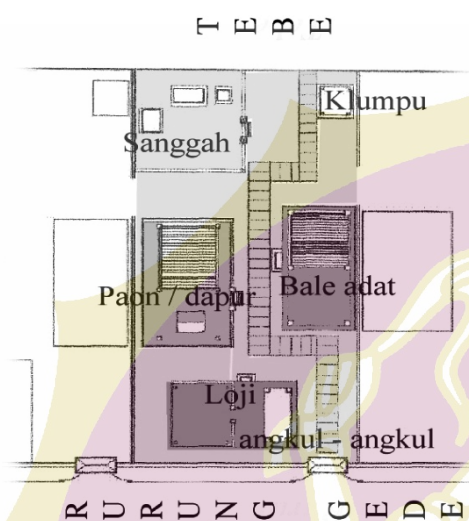 TEBE
Klumpu
Sanggah
Paon / dapur
Bale adat
Loji
angkul - angkul
RURUNG GEDE